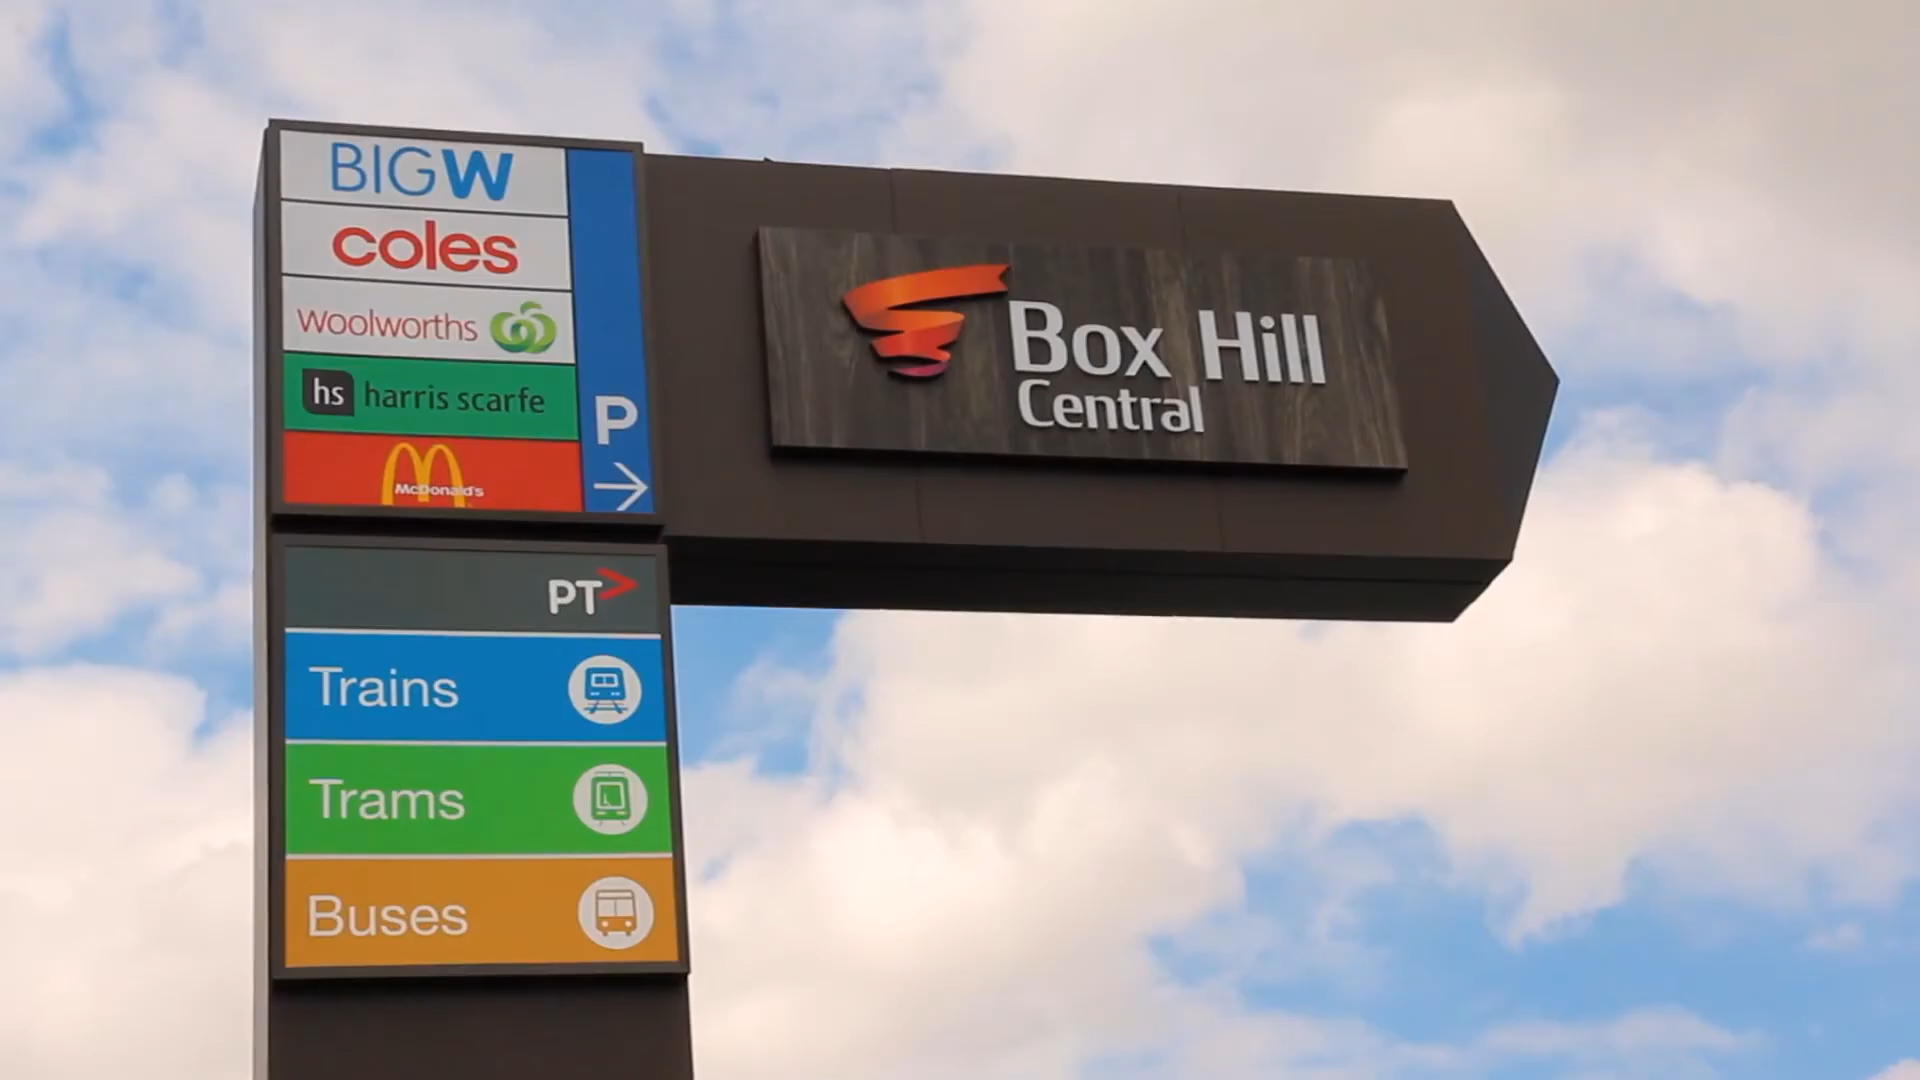 BIGW
coles
woolworths
hs harris scarfe
McDonald's
P
Box Hill
Central
PT
Trains
Trams
Buses